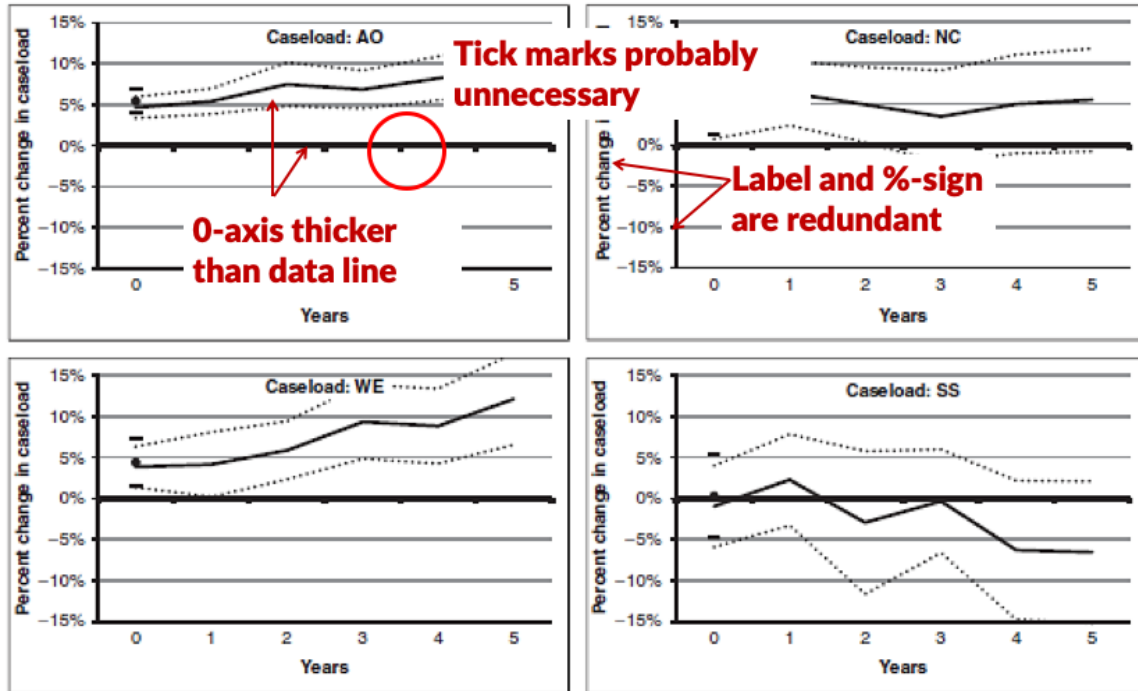 15%
10%
5%
0%
−5%
−10%
−15%
Percent change in caseload
Caseload: AO
0
5
Years
Tick marks probably
unnecessary
0-axis thicker
than data line
Caseload: NC
0%
−5%
−10%
−15%
Percent change in
0
1
2
3
4
5
Years
Label and %-sign
are redundant
15%
10%
5%
0%
−5%
−10%
−15%
Percent change in caseload
Caseload: WE
0
1
2
3
4
5
Years
15%
10%
5%
0%
−5%
−10%
−15%
Percent change in caseload
Caseload: SS
0
1
2
3
4
5
Years